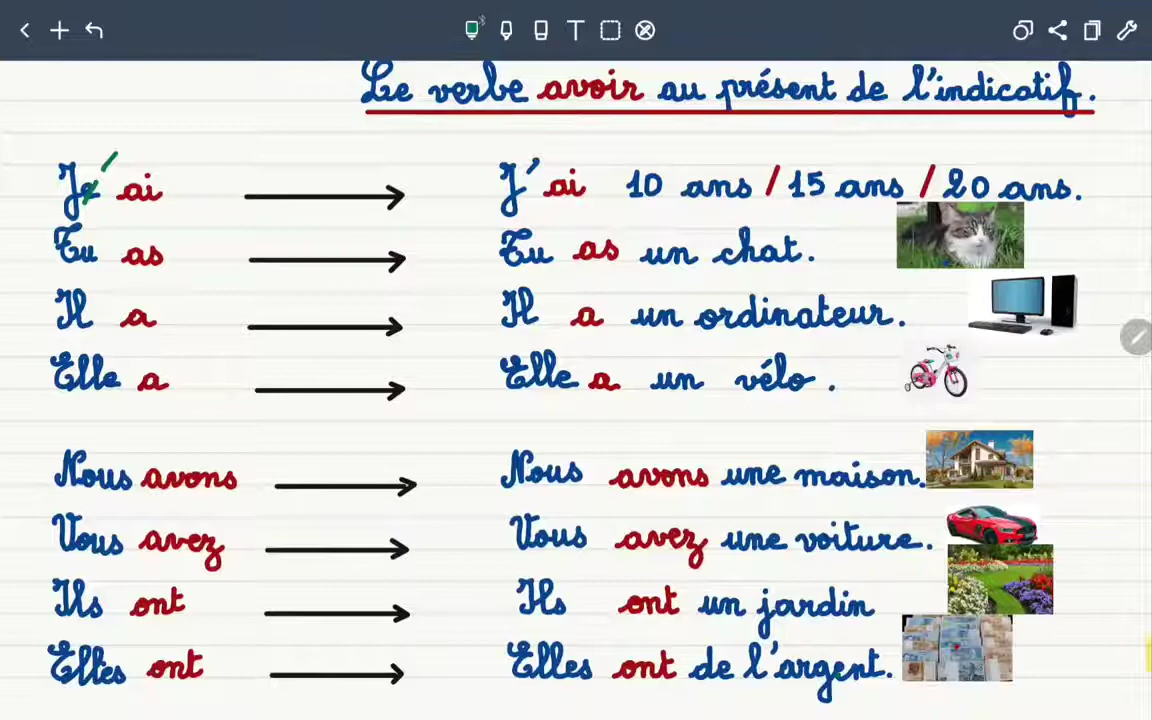 Le verbe avoir au présent de l'indicatif.
Je' ai J'ai 10 ans / 15 ans / 20 ans.
Tu as Tu as un chat.
Il a Il a un ordinateur.
Elle a Elle a un vélo.
Nous avons Nous avons une maison.
Vous avez Vous avez une voiture.
Ils ont Ils ont un jardin
Elles ont Elles ont de l'argent.